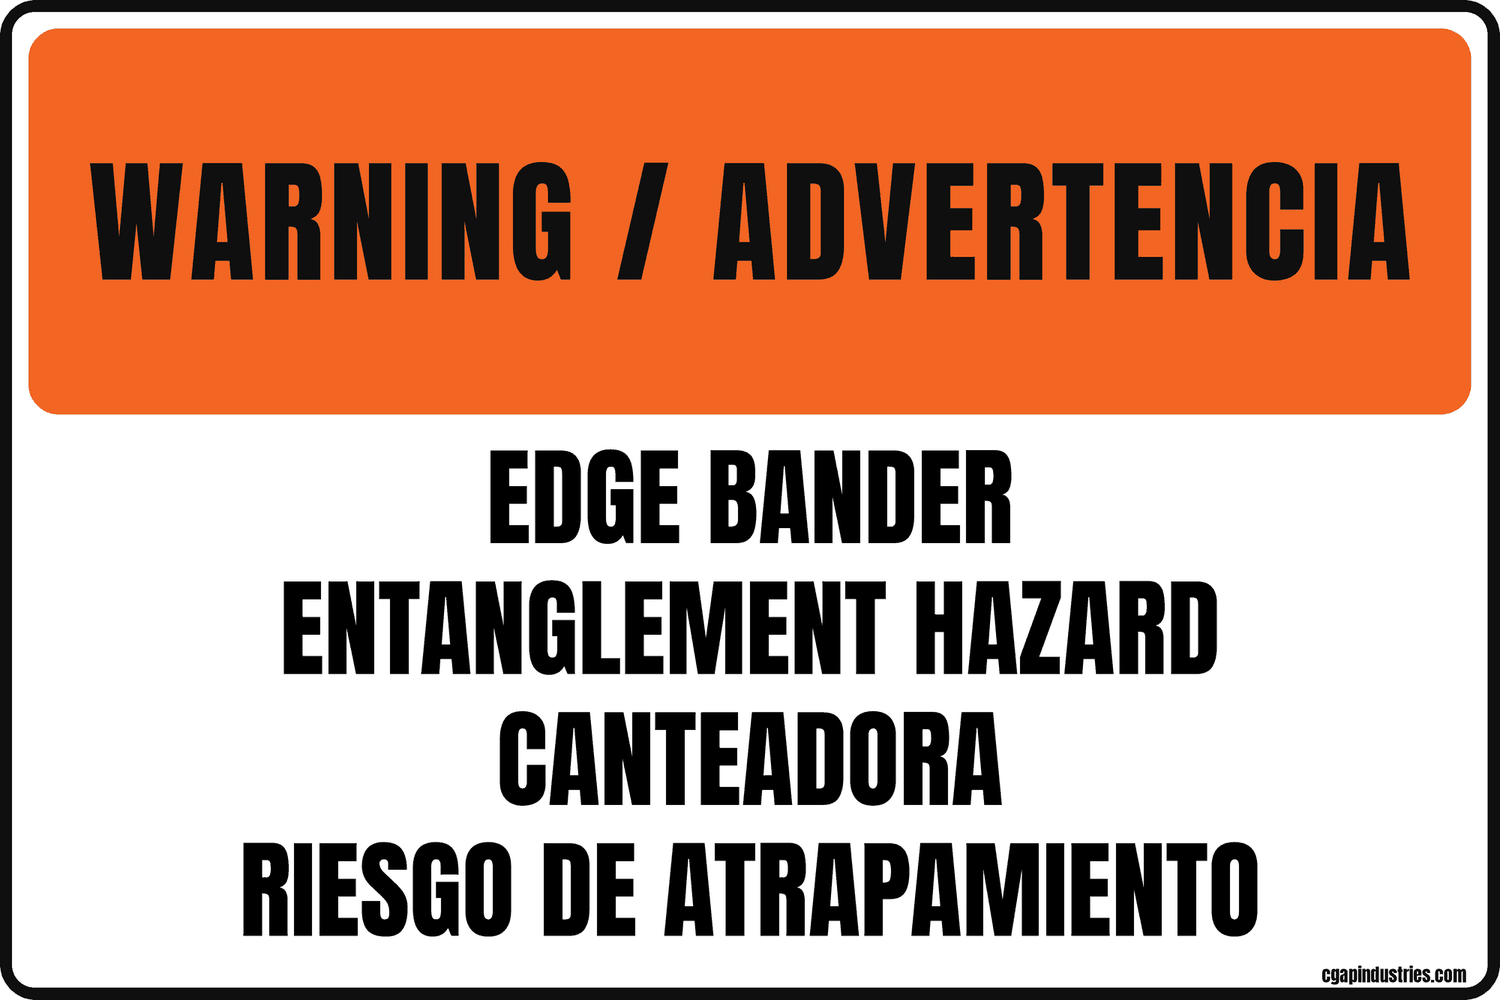 WARNING / ADVERTENCIA
EDGE BANDER
ENTANGLEMENT HAZARD
CANTEADORA
RIESGO DE ATRAPAMIENTO
cgapindustries.com